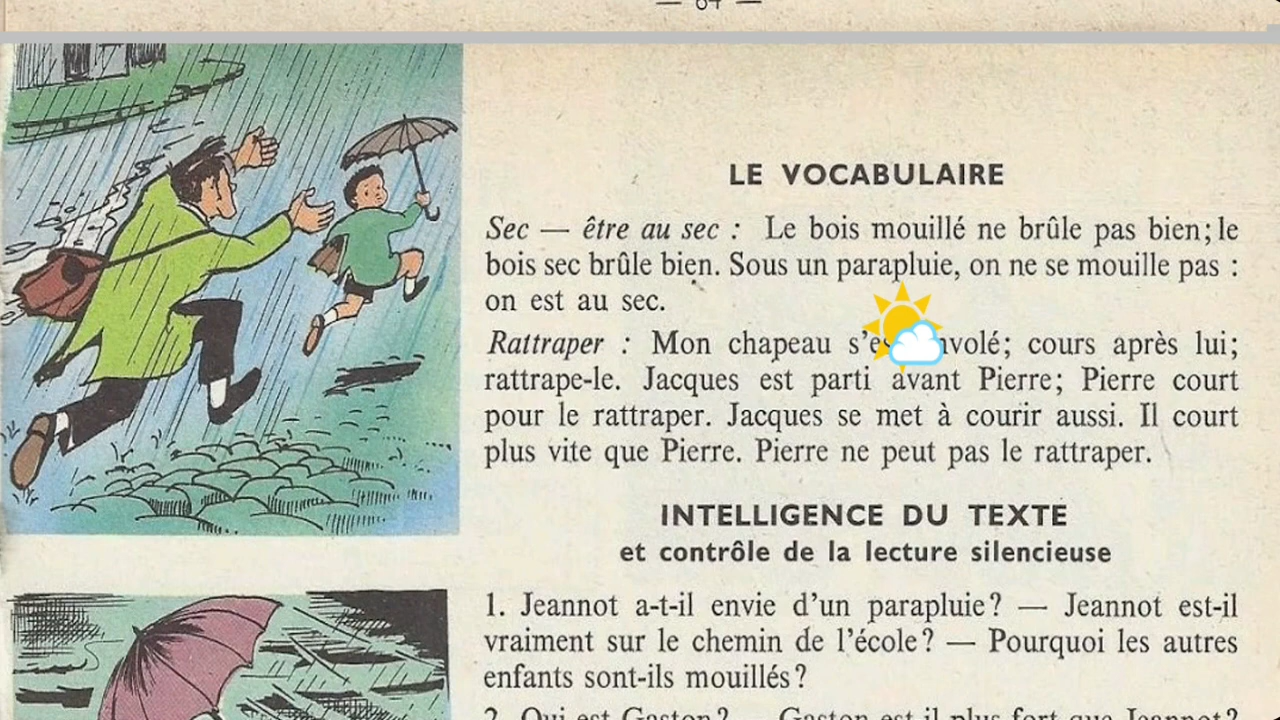 — 64 —
LE VOCABULAIRE
Sec — être au sec : Le bois mouillé ne brûle pas bien; le
bois sec brûle bien. Sous un parapluie, on ne se mouille pas :
on est au sec.
Rattraper : Mon chapeau s'es nvolé; cours après lui;
rattrape-le. Jacques est parti avant Pierre; Pierre court
pour le rattraper. Jacques se met à courir aussi. Il court
plus vite que Pierre. Pierre ne peut pas le rattraper.
INTELLIGENCE DU TEXTE
et contrôle de la lecture silencieuse
1. Jeannot a-t-il envie d'un parapluie? — Jeannot est-il
vraiment sur le chemin de l'école? — Pourquoi les autres
enfants sont-ils mouillés?
2. Qui est Gaston? — Gaston est-il plus fort que Jeannot?